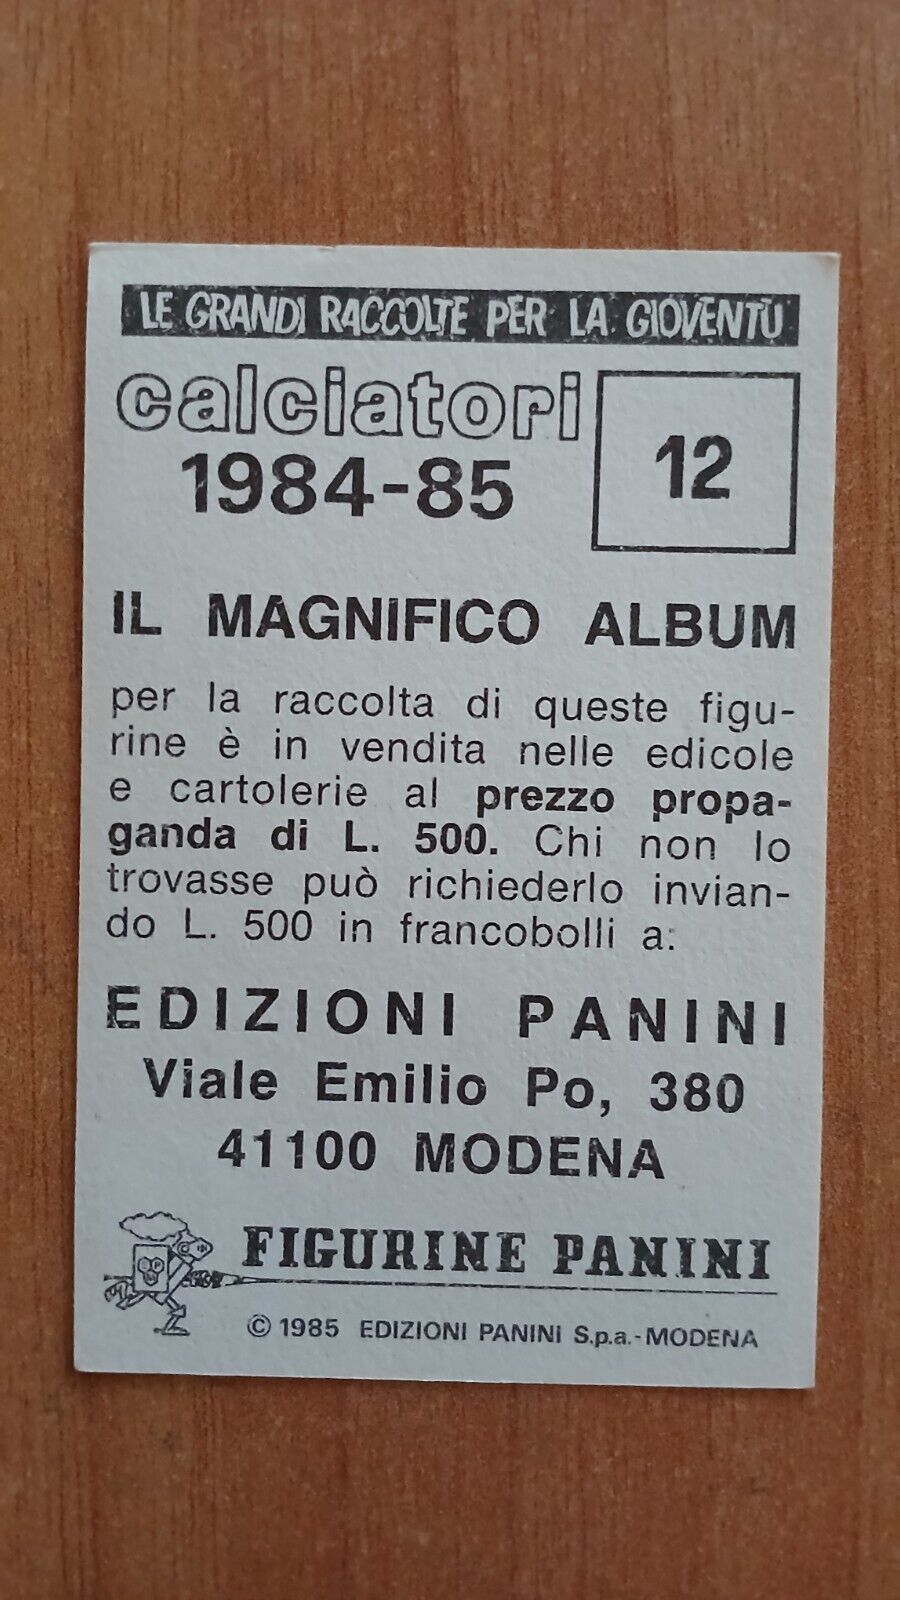 LE GRANDI RACCOLTE PER LA GIOVENTÙ
calciatori
1984-85
12
IL MAGNIFICO ALBUM
per la raccolta di queste figu-
rine è in vendita nelle edicole
e cartolerie al prezzo propa-
ganda di L. 500. Chi non lo
trovasse può richiederlo invian-
do L. 500 in francobolli a:
EDIZIONI PANINI
Viale Emilio Po, 380
41100 MODENA
FIGURINE PANINI
© 1985 EDIZIONI PANINI S.p.a.-MODENA